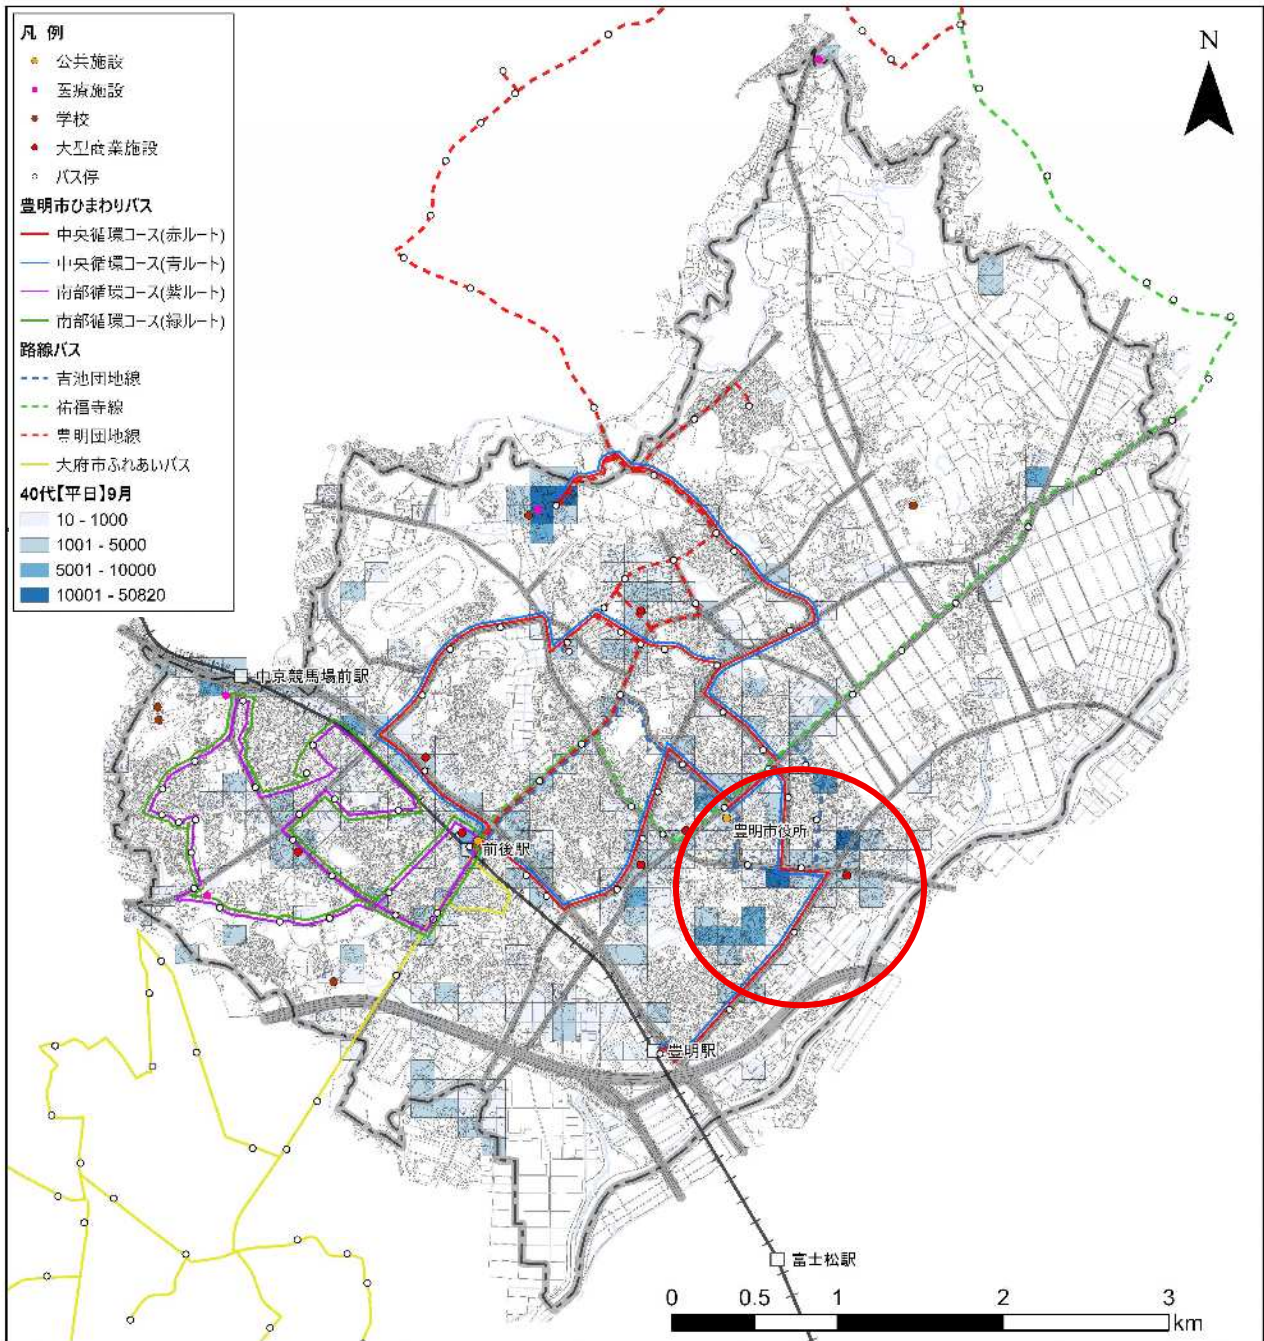 凡 例
公共施設
医療施設
学校
大型商業施設
バス停
豊明市ひまわりバス
中央循環コース(赤ルート)
中央循環コース(青ルート)
南部循環コース(紫ルート)
南部循環コース(緑ルート)
路線バス
吉池団地線
祐福寺線
豊明団地線
大府市ふれあいバス
40代【平日】9月
10 - 1000
1001 - 5000
5001 - 10000
10001 - 50820
N
中京競馬場前駅
豊明市役所
前後駅
豊明駅
富士松駅
0 0.5 1 2 3
km